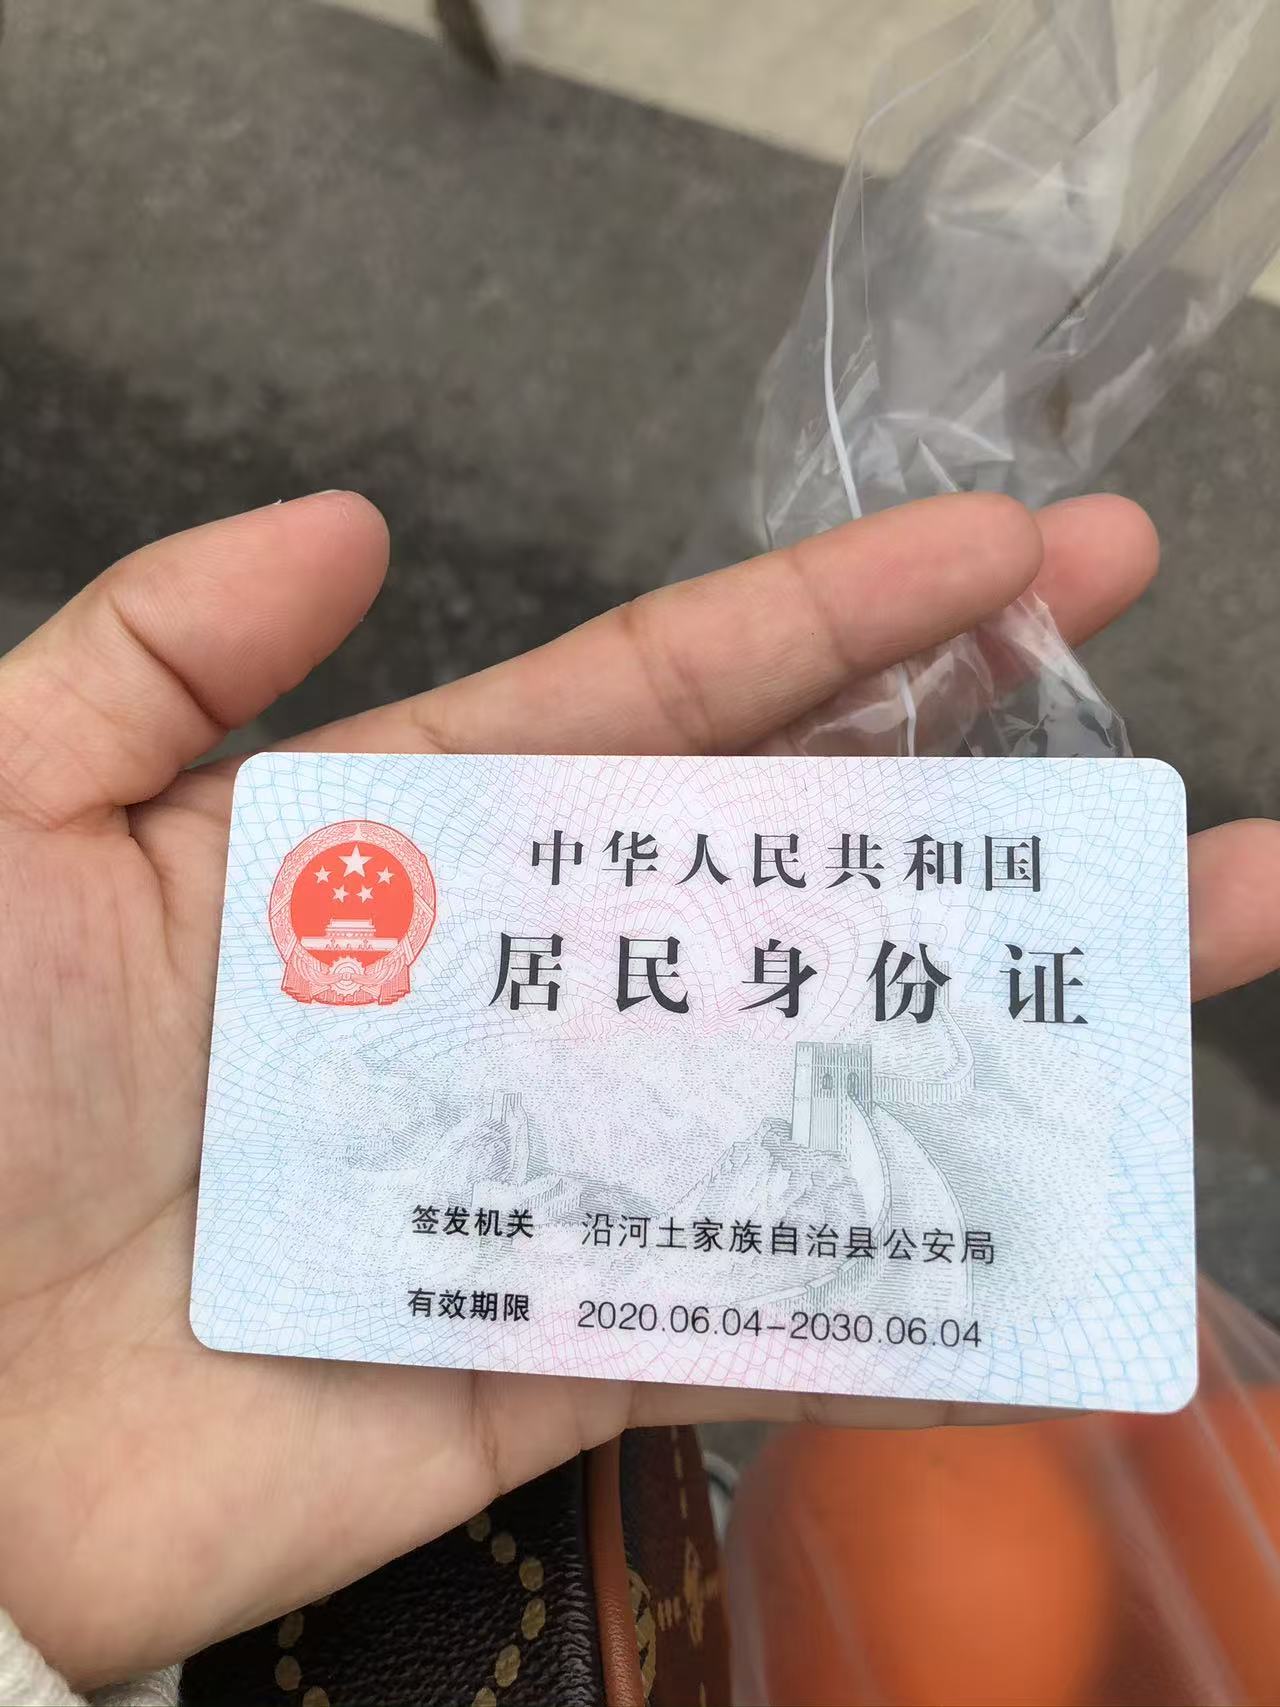 中华人民共和国
居民身份证
签发机关 沿河土家族自治县公安局
有效期限 2020.06.04-2030.06.04